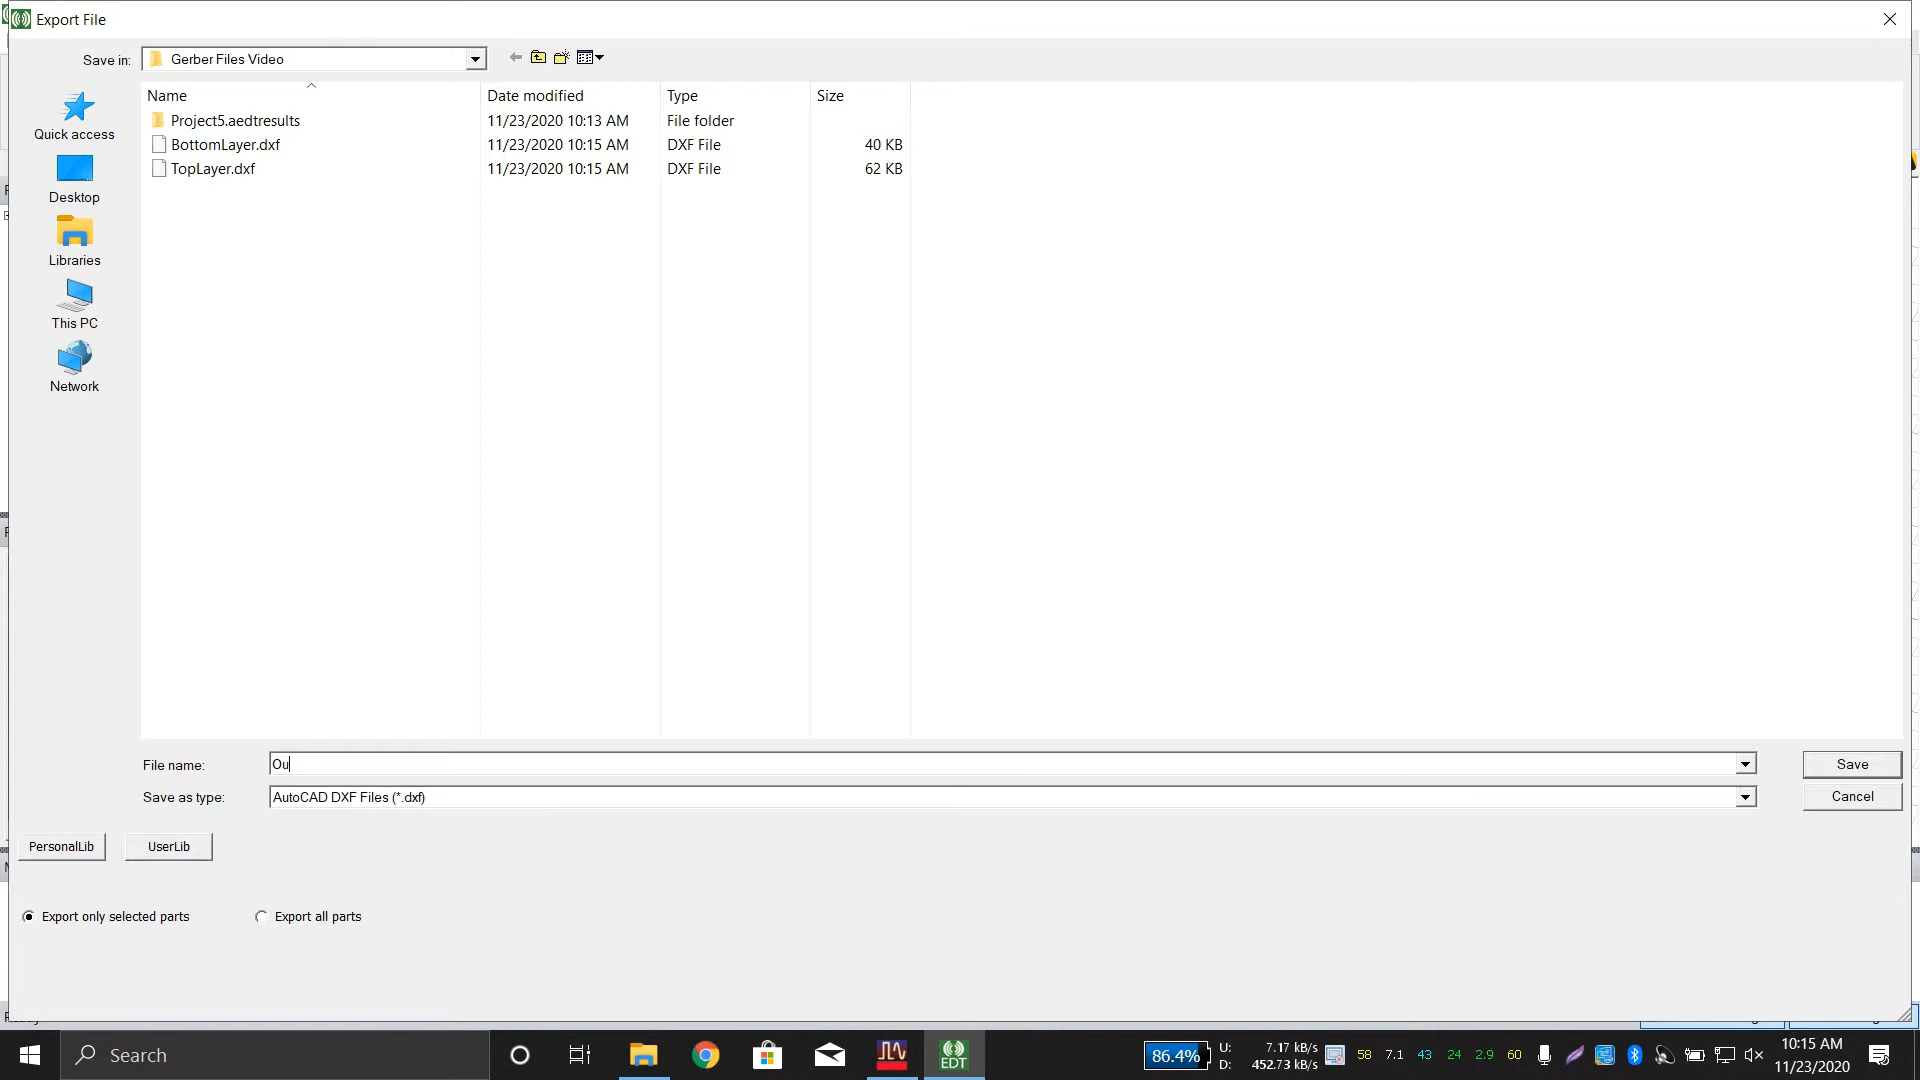 Export File
Save in:
Gerber Files Video
Name
Date modified
Type
Size
Project5.aedtresults
11/23/2020 10:13 AM
File folder
BottomLayer.dxf
11/23/2020 10:15 AM
DXF File
40 KB
TopLayer.dxf
11/23/2020 10:15 AM
DXF File
62 KB
Quick access
Desktop
Libraries
This PC
Network
File name:
Ou
Save
Save as type:
AutoCAD DXF Files (*.dxf)
Cancel
PersonalLib
UserLib
Export only selected parts
Export all parts
Search
EDT
86.4%
U:
7.17 kB/s
D:
452.73 kB/s
58
7.1
43
24
2.9
60
10:15 AM
11/23/2020